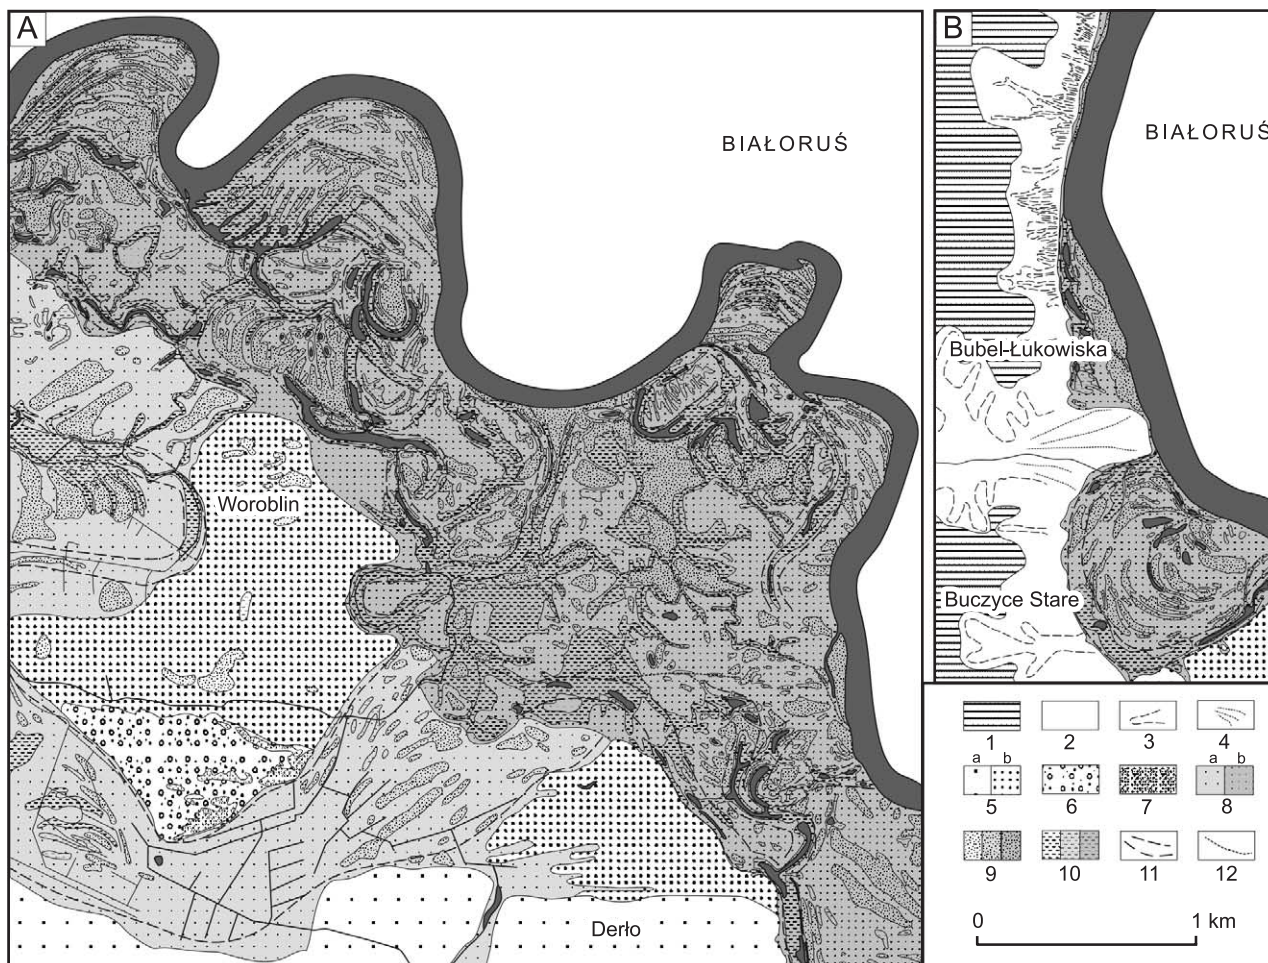 A
BIAŁORUŚ
Woroblin
Derło
B
BIAŁORUŚ
Bubel-Łukowiska
Buczyce Stare
1 2 3 4
a b a b
5 6 7 8
9 10 11 12
0 1 km